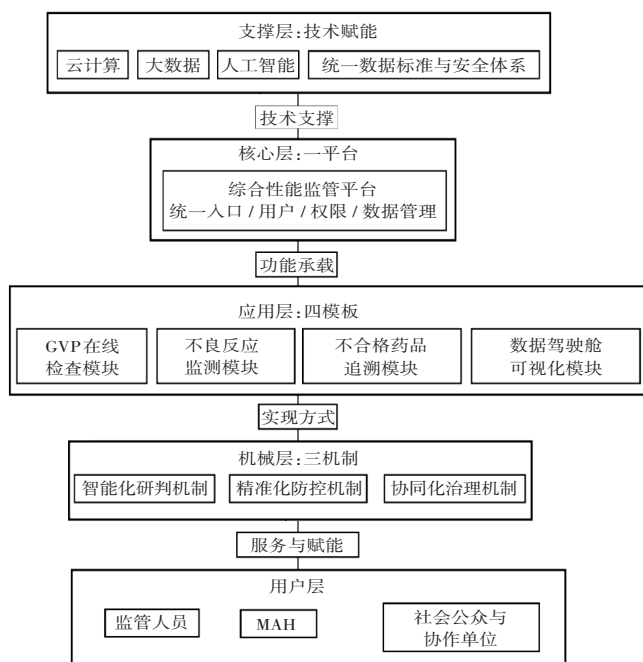 支撑层:技术赋能
云计算 大数据 人工智能 统一数据标准与安全体系
技术支撑
核心层:一平台
综合性能监管平台
统一入口/用户/权限/数据管理
功能承载
应用层:四模板
GVP在线 不良反应 不合格药品 数据驾驶舱
检查模块 监测模块 追溯模块 可视化模块
实现方式
机械层:三机制
智能化研判机制 精准化防控机制 协同化治理机制
服务与赋能
用户层
监管人员 MAH 社会公众与
协作单位